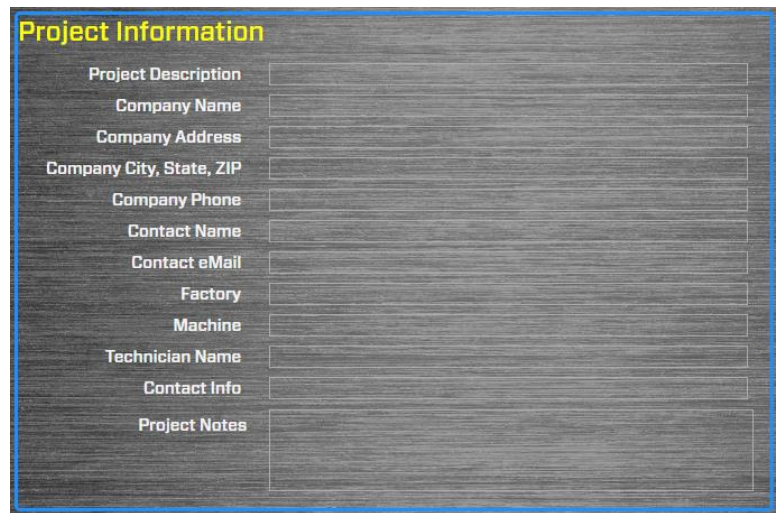 Project Information
Project Description
Company Name
Company Address
Company City, State, ZIP
Company Phone
Contact Name
Contact eMail
Factory
Machine
Technician Name
Contact Info
Project Notes